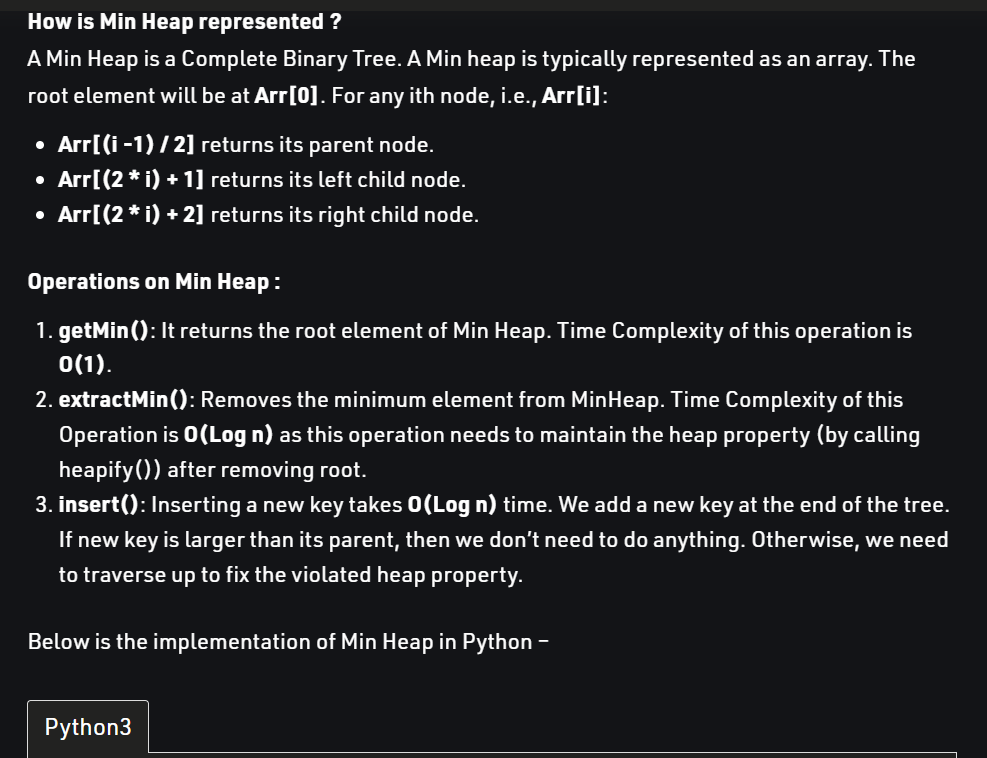 How is Min Heap represented ?
A Min Heap is a Complete Binary Tree. A Min heap is typically represented as an array. The
root element will be at Arr[0]. For any ith node, i.e., Arr[i]:
• Arr[(i -1) / 2] returns its parent node.
• Arr[(2 * i) + 1] returns its left child node.
• Arr[(2 * i) + 2] returns its right child node.
Operations on Min Heap :
1. getMin(): It returns the root element of Min Heap. Time Complexity of this operation is
O(1).
2. extractMin(): Removes the minimum element from MinHeap. Time Complexity of this
Operation is O(Log n) as this operation needs to maintain the heap property (by calling
heapify()) after removing root.
3. insert(): Inserting a new key takes O(Log n) time. We add a new key at the end of the tree.
If new key is larger than its parent, then we don’t need to do anything. Otherwise, we need
to traverse up to fix the violated heap property.
Below is the implementation of Min Heap in Python –
Python3